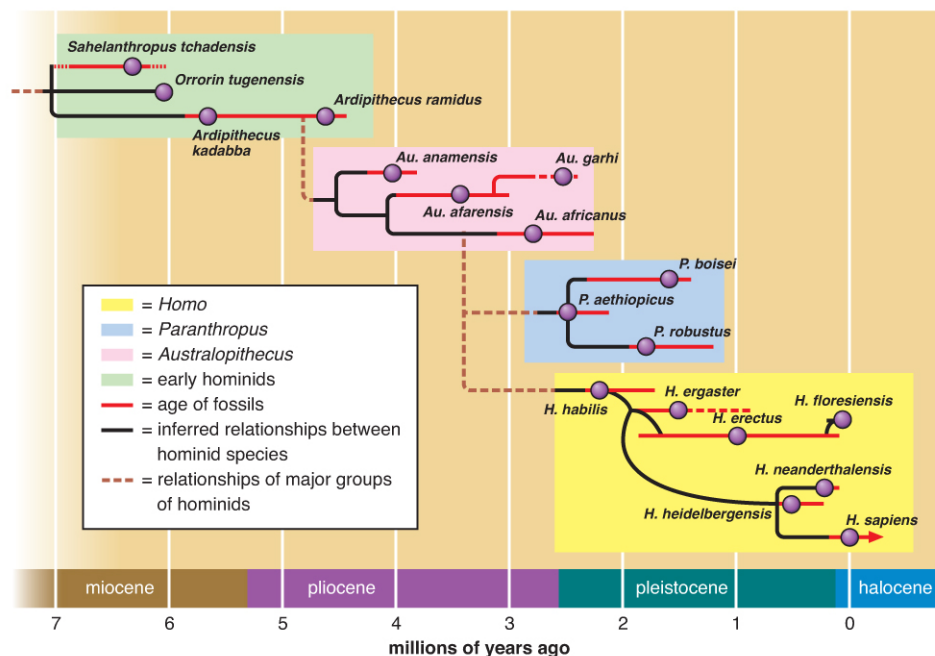 Sahelanthropus tchadensis
Orrorin tugenensis
Ardipithecus ramidus
Ardipithecus
kadabba
Au. anamensis
Au. garhi
Au. afarensis
Au. africanus
P. boisei
P. aethiopicus
P. robustus
= Homo
= Paranthropus
= Australopithecus
= early hominids
= age of fossils
= inferred relationships between
hominid species
= relationships of major groups
of hominids
H. habilis
H. ergaster
H. floresiensis
H. erectus
H. neanderthalensis
H. heidelbergensis
H. sapiens
miocene
pliocene
pleistocene
halocene
7 6 5 4 3 2 1 0
millions of years ago